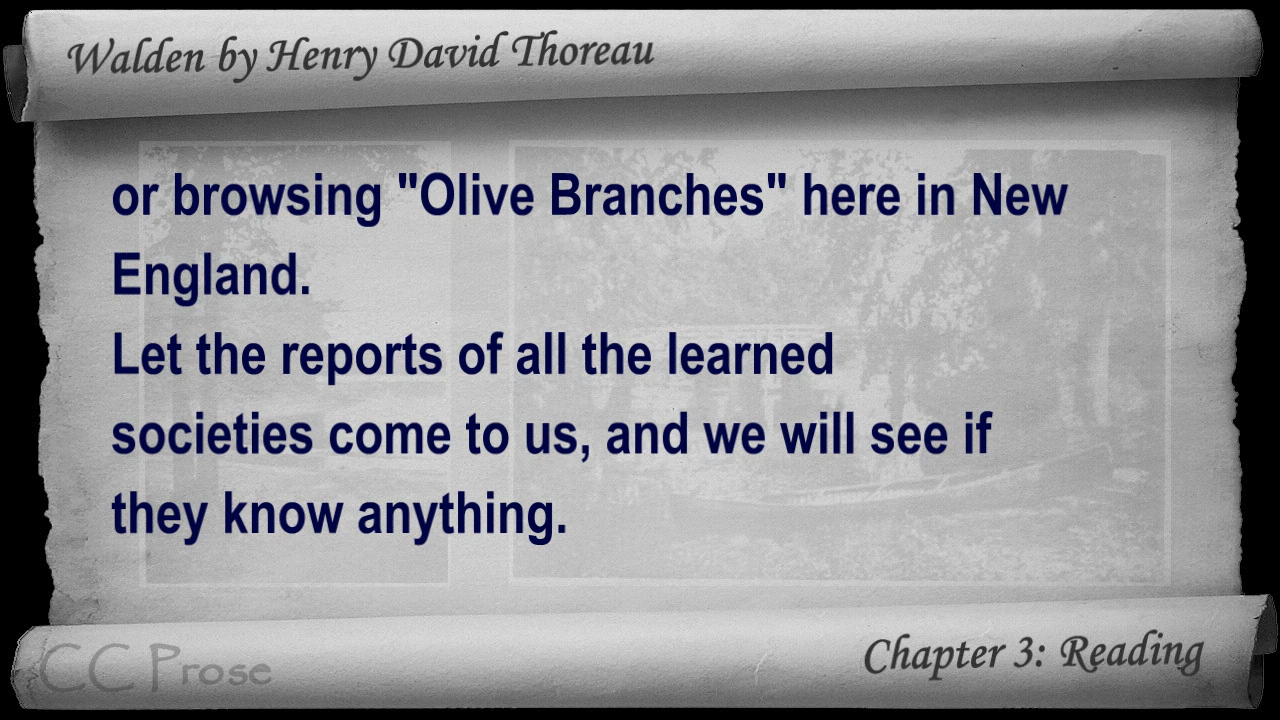 Walden by Henry David Thoreau
or browsing "Olive Branches" here in New
England.
Let the reports of all the learned
societies come to us, and we will see if
they know anything.
CC Prose
Chapter 3: Reading